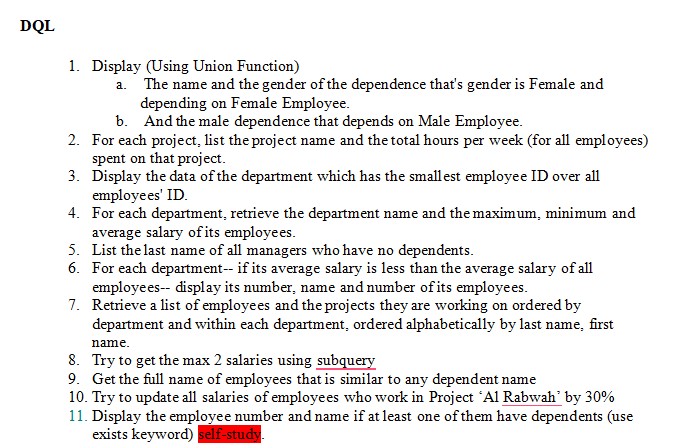 DQL
1. Display (Using Union Function)
a. The name and the gender of the dependence that's gender is Female and
depending on Female Employee.
b. And the male dependence that depends on Male Employee.
2. For each project, list the project name and the total hours per week (for all employees)
spent on that project.
3. Display the data of the department which has the smallest employee ID over all
employees' ID.
4. For each department, retrieve the department name and the maximum, minimum and
average salary of its employees.
5. List the last name of all managers who have no dependents.
6. For each department-- if its average salary is less than the average salary of all
employees-- display its number, name and number of its employees.
7. Retrieve a list of employees and the projects they are working on ordered by
department and within each department, ordered alphabetically by last name, first
name.
8. Try to get the max 2 salaries using subquery
9. Get the full name of employees that is similar to any dependent name
10. Try to update all salaries of employees who work in Project ‘Al Rabwah’ by 30%
11. Display the employee number and name if at least one of them have dependents (use
exists keyword) self-study.